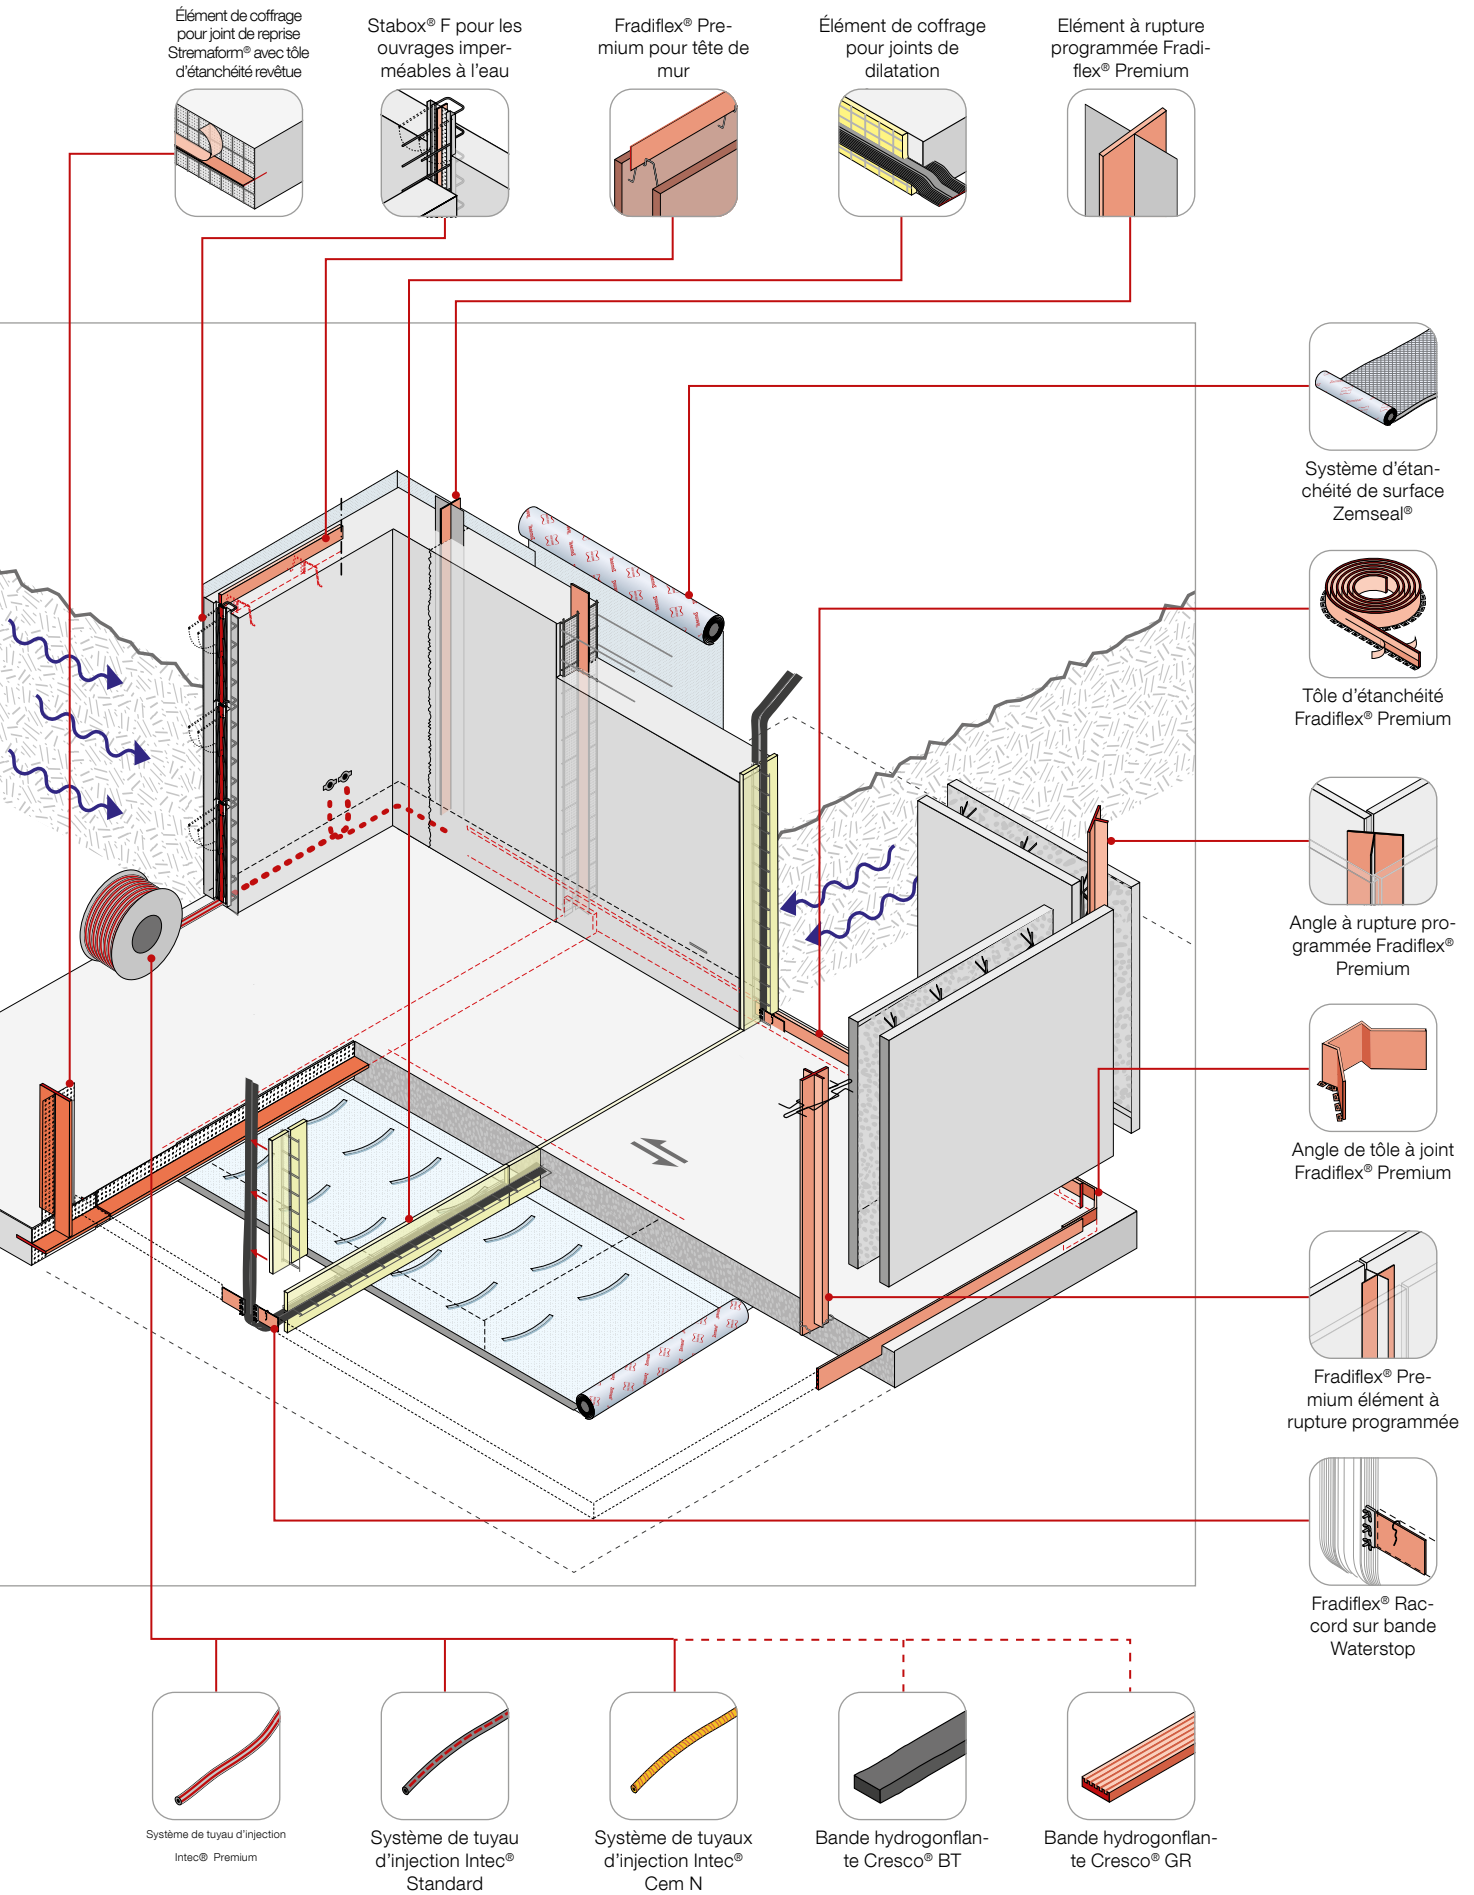 Élément de coffrage
pour joint de reprise
Stremaform® avec tôle
d'étanchéité revêtue
Stabox® F pour les
ouvrages imper-
méables à l'eau
Fradiflex® Pre-
mium pour tête de
mur
Élément de coffrage
pour joints de
dilatation
Elément à rupture
programmée Fradi-
flex® Premium
Système d'étan-
chéité de surface
Zemseal®
Tôle d'étanchéité
Fradiflex® Premium
Angle à rupture pro-
grammée Fradiflex®
Premium
Angle de tôle à joint
Fradiflex® Premium
Fradiflex® Pre-
mium élément à
rupture programmée
Fradiflex® Rac-
cord sur bande
Waterstop
Système de tuyau d'injection
Intec® Premium
Système de tuyau
d'injection Intec®
Standard
Système de tuyaux
d'injection Intec®
Cem N
Bande hydrogonflan-
te Cresco® BT
Bande hydrogonflan-
te Cresco® GR